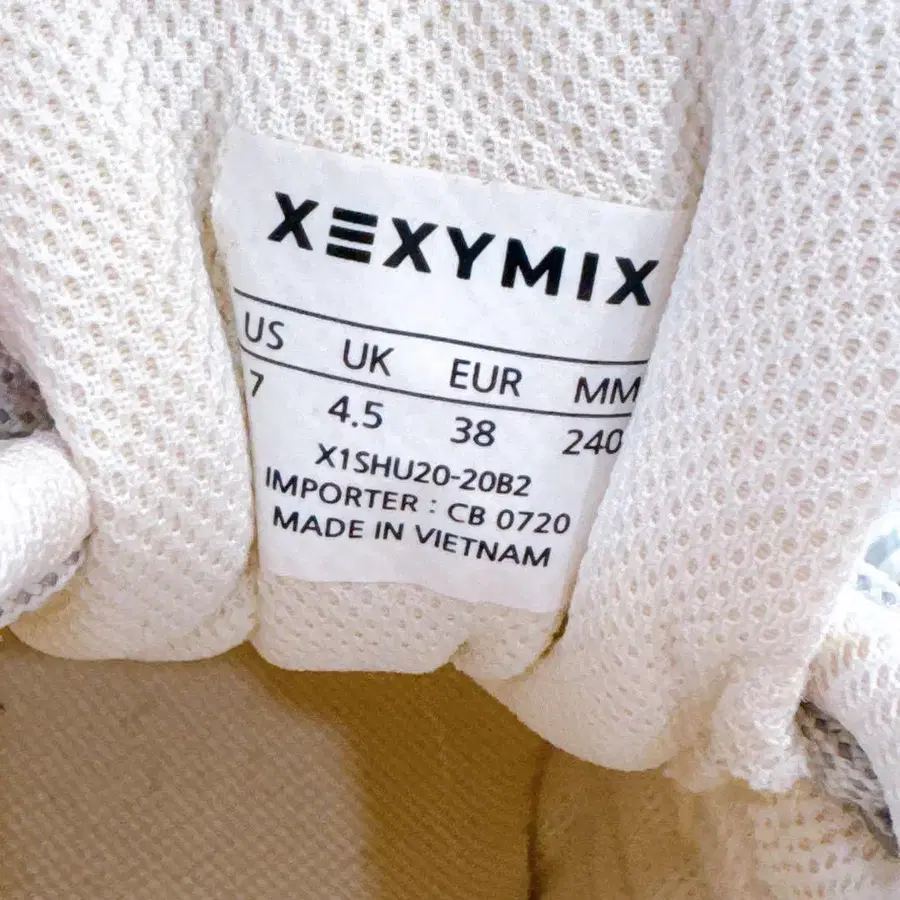 XEXYMIX
US UK EUR MM
7 4.5 38 240
X1SHU20-20B2
IMPORTER : CB 0720
MADE IN VIETNAM